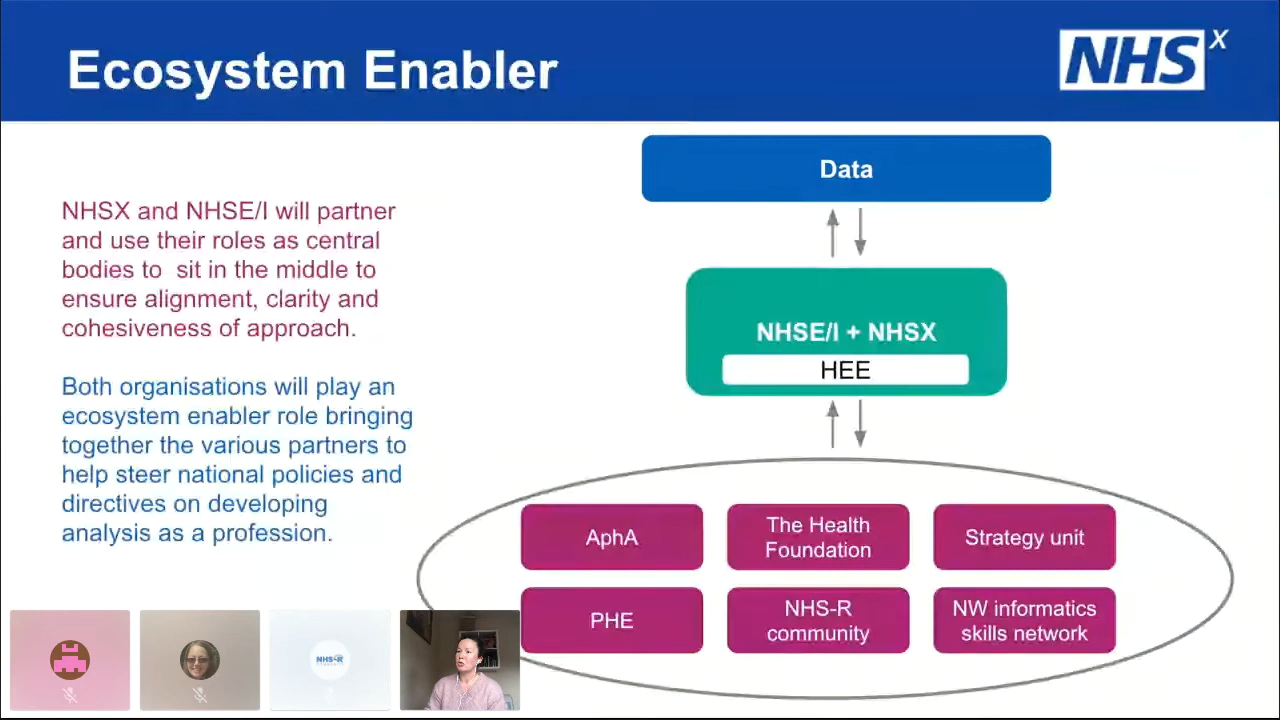 Ecosystem Enabler
NHS X
NHSX and NHSE/I will partner
and use their roles as central
bodies to sit in the middle to
ensure alignment, clarity and
cohesiveness of approach.
Both organisations will play an
ecosystem enabler role bringing
together the various partners to
help steer national policies and
directives on developing
analysis as a profession.
Data
NHSE/I + NHSX
HEE
AphA
The Health
Foundation
Strategy unit
PHE
NHS-R
community
NW informatics
skills network
NHS-R